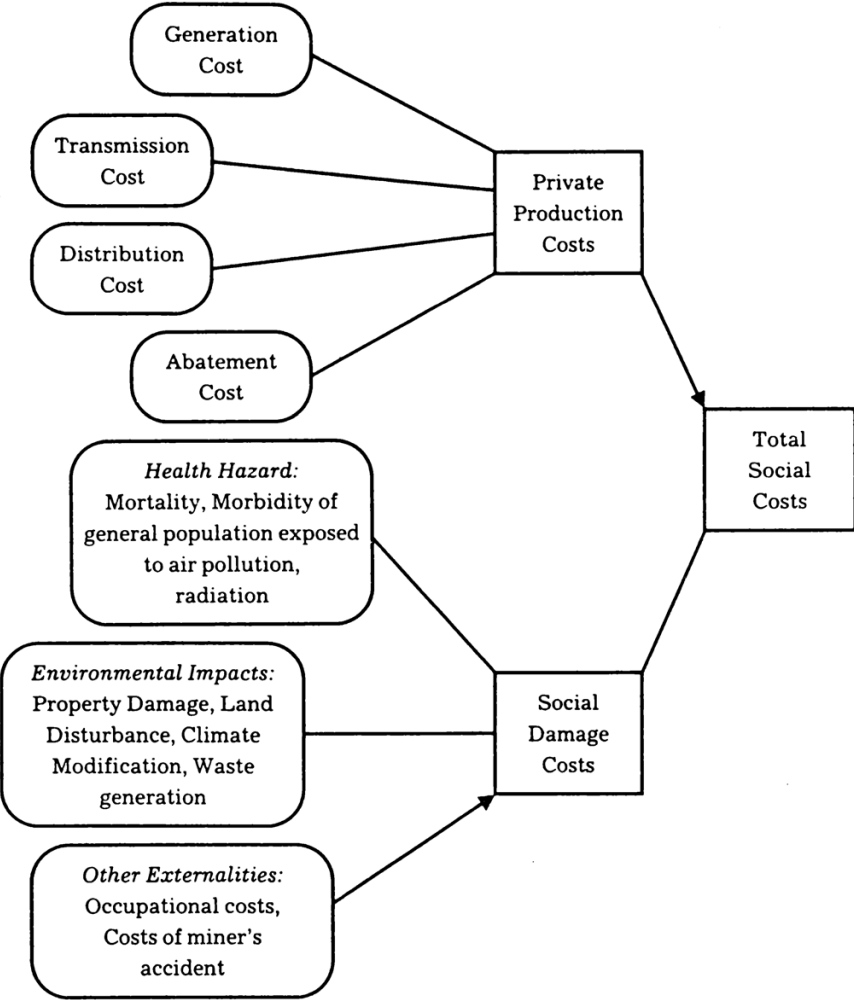 Generation
Cost
Transmission
Cost
Private
Production
Costs
Distribution
Cost
Abatement
Cost
Total
Social
Costs
Health Hazard:
Mortality, Morbidity of
general population exposed
to air pollution,
radiation
Environmental Impacts:
Property Damage, Land
Disturbance, Climate
Modification, Waste
generation
Social
Damage
Costs
Other Externalities:
Occupational costs,
Costs of miner's
accident